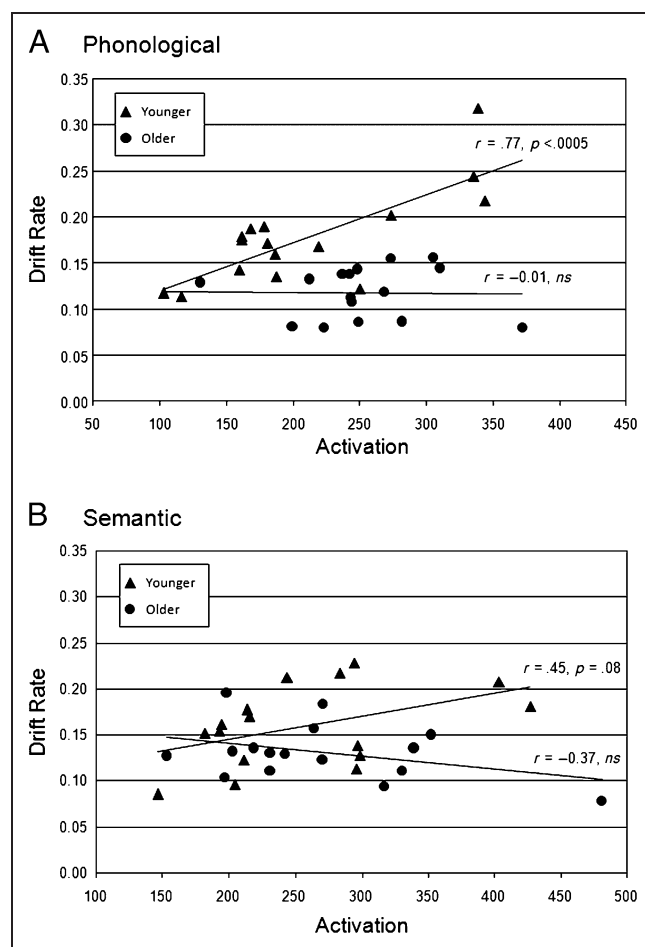 A Phonological
0.35
0.30
0.25
0.20
0.15
0.10
0.05
0.00
Drift Rate
Younger
Older
r = .77, p <.0005
r = −0.01, ns
50 100 150 200 250 300 350 400 450
Activation
B Semantic
0.35
0.30
0.25
0.20
0.15
0.10
0.05
0.00
Drift Rate
Younger
Older
r = .45, p = .08
r = −0.37, ns
100 150 200 250 300 350 400 450 500
Activation